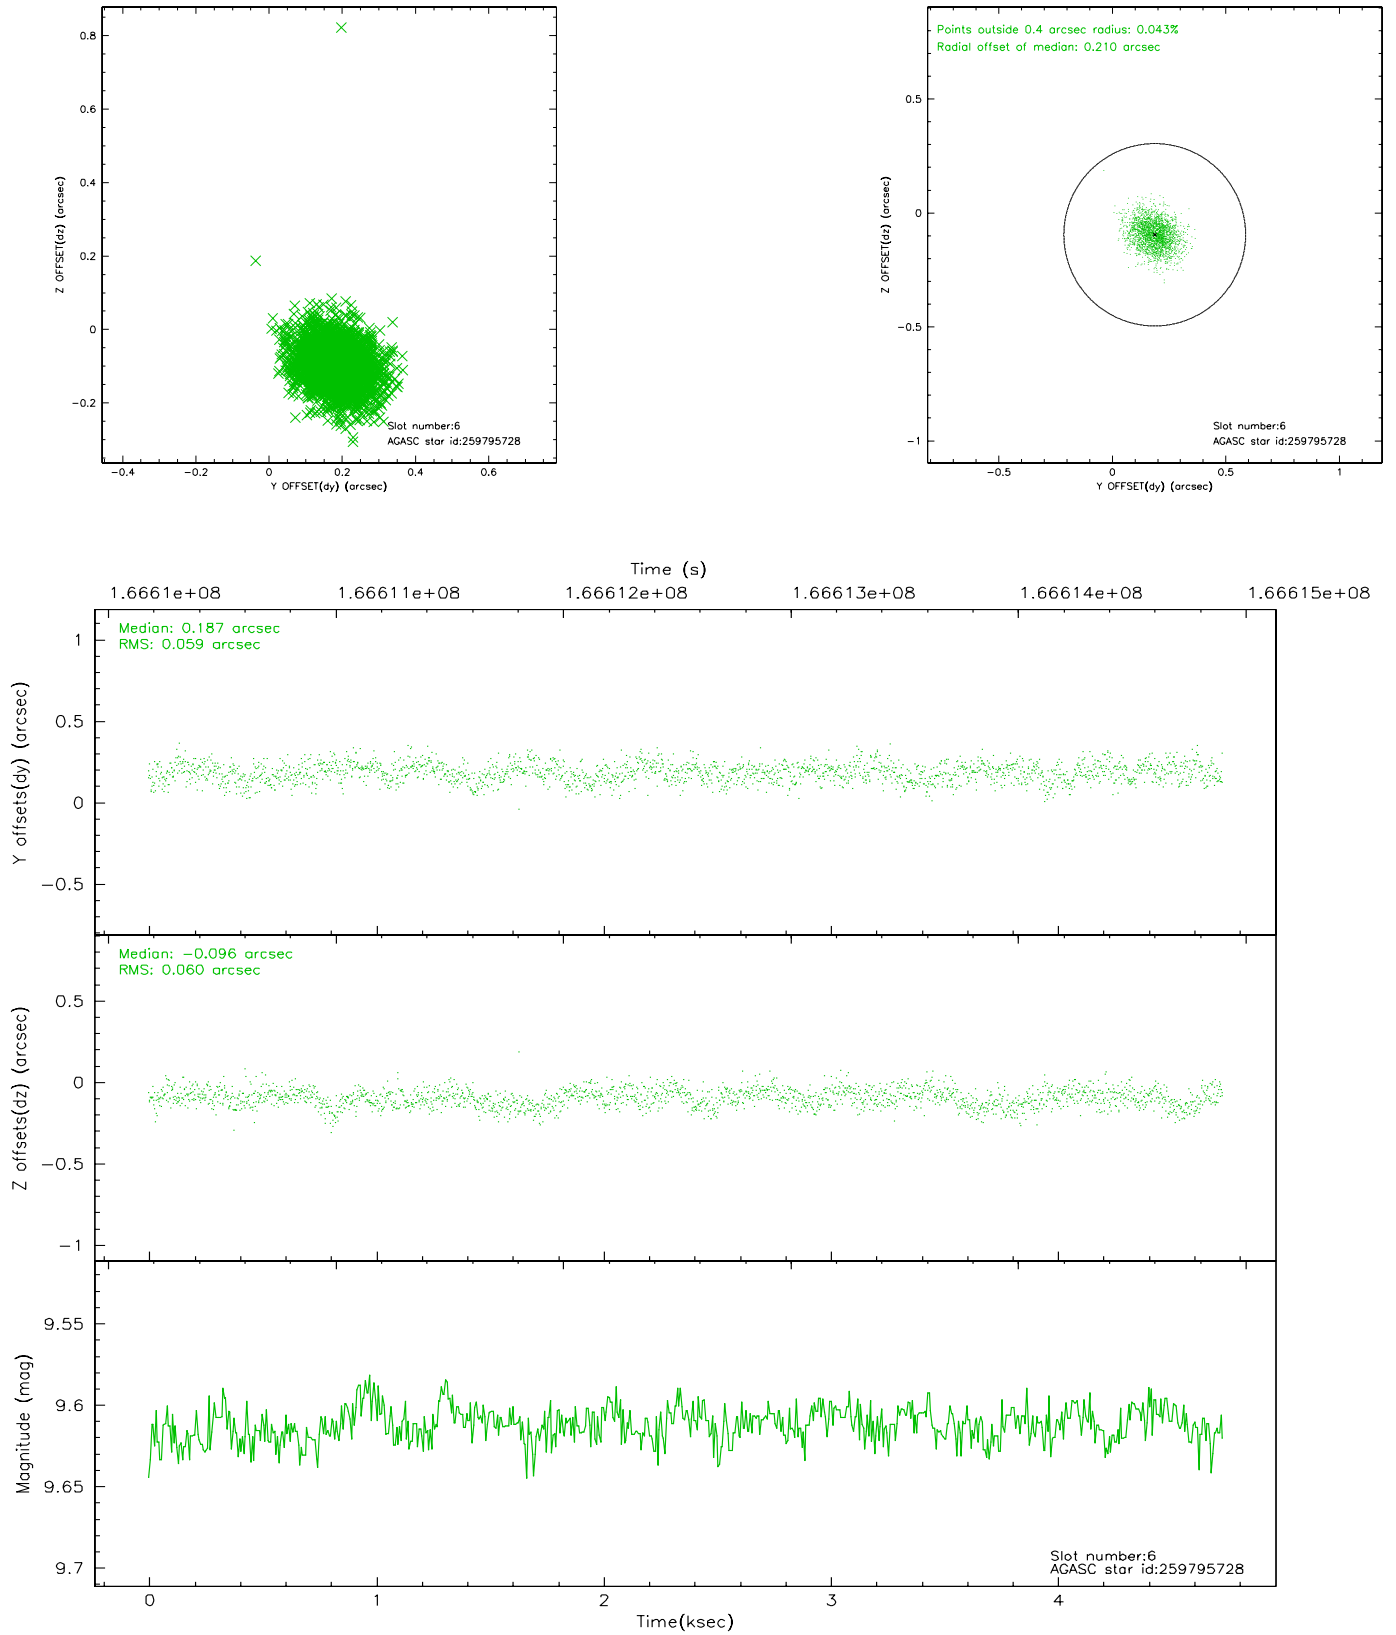 0.8
0.6
0.4
0.2
0
−0.2
Z OFFSET(dz) (arcsec)
−0.4
−0.2
0
0.2
0.4
0.6
Y OFFSET(dy) (arcsec)
Slot number:6
AGASC star id:259795728
Points outside 0.4 arcsec radius: 0.043%
Radial offset of median: 0.210 arcsec
0.5
0
−0.5
−1
Z OFFSET(dz) (arcsec)
−0.5
0
0.5
1
Y OFFSET(dy) (arcsec)
Slot number:6
AGASC star id:259795728
Time (s)
1.6661e+08
1.66611e+08
1.66612e+08
1.66613e+08
1.66614e+08
1.66615e+08
Median: 0.187 arcsec
RMS: 0.059 arcsec
1
0.5
0
−0.5
Y offsets(dy) (arcsec)
Median: −0.096 arcsec
RMS: 0.060 arcsec
0.5
0
−0.5
−1
Z offsets(dz) (arcsec)
9.55
9.6
9.65
9.7
Magnitude (mag)
Slot number:6
AGASC star id:259795728
0
1
2
3
4
Time(ksec)